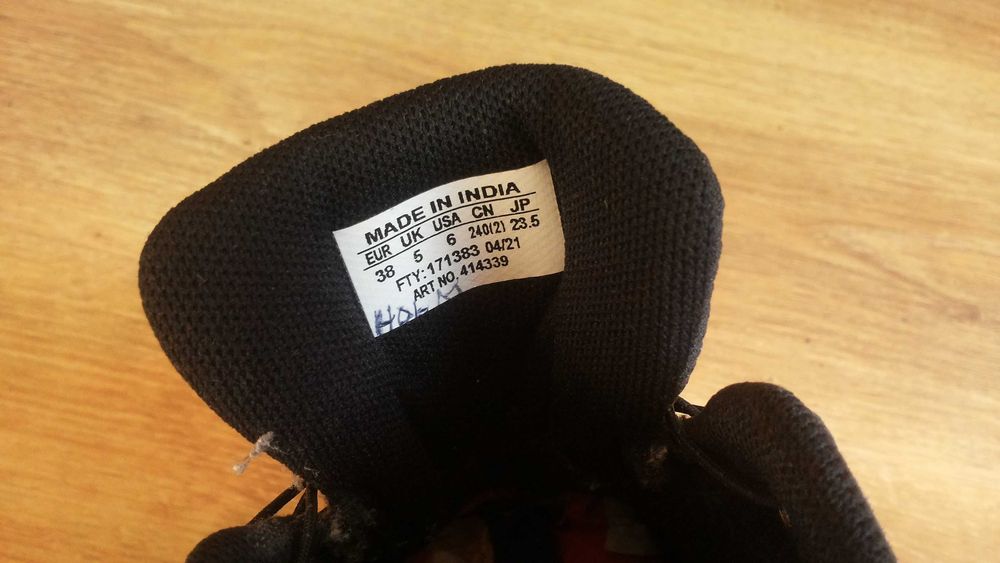 MADE IN INDIA
EUR UK USA CN JP
38 5 6 240(2) 23.5
FTY: 171383 04/21
ART NO. 414339